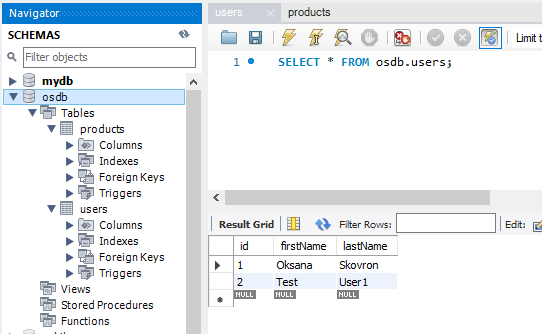 Navigator
SCHEMAS
Filter objects
mydb
osdb
Tables
products
Columns
Indexes
Foreign Keys
Triggers
users
Columns
Indexes
Foreign Keys
Triggers
Views
Stored Procedures
Functions
users
products
Limit t
1 SELECT * FROM osdb.users;
Result Grid Filter Rows: Edit:
id firstName lastName
1 Oksana Skovron
2 Test User1
NULL NULL NULL